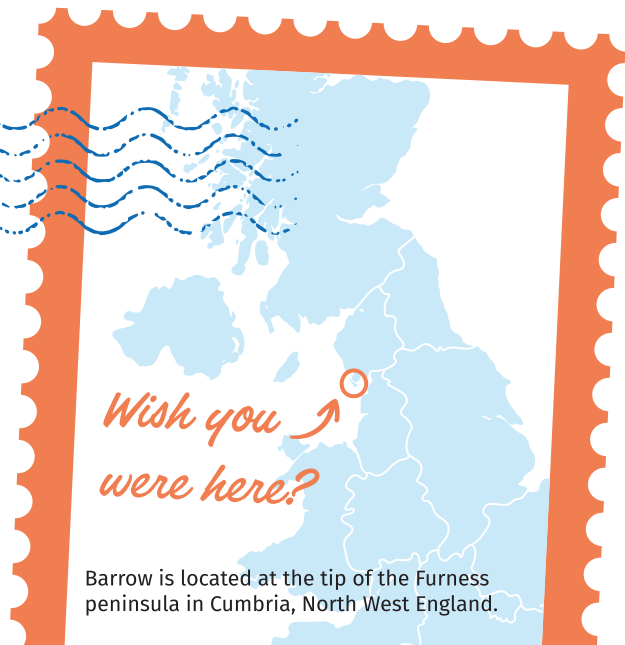 Wish you
were here?
Barrow is located at the tip of the Furness
peninsula in Cumbria, North West England.